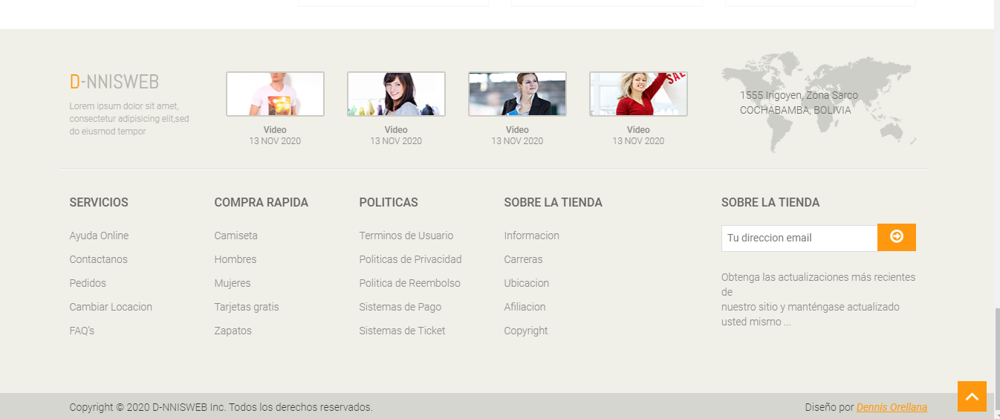 D-NNISWEB
Lorem ipsum dolor sit amet,
consectetur adipisicing elit,sed
do eiusmod tempor
Video
13 NOV 2020
Video
13 NOV 2020
Video
13 NOV 2020
SALE
Video
13 NOV 2020
1555 Irigoyen, Zona Sarco
COCHABAMBA, BOLIVIA
SERVICIOS
Ayuda Online
Contactanos
Pedidos
Cambiar Locacion
FAQ's
COMPRA RAPIDA
Camiseta
Hombres
Mujeres
Tarjetas gratis
Zapatos
POLITICAS
Terminos de Usuario
Politicas de Privacidad
Politica de Reembolso
Sistemas de Pago
Sistemas de Ticket
SOBRE LA TIENDA
Informacion
Carreras
Ubicacion
Afiliacion
Copyright
SOBRE LA TIENDA
Tu direccion email
Obtenga las actualizaciones más recientes
de
nuestro sitio y manténgase actualizado
usted mismo ...
Copyright © 2020 D-NNISWEB Inc. Todos los derechos reservados.
Diseño por Dennis Orellana